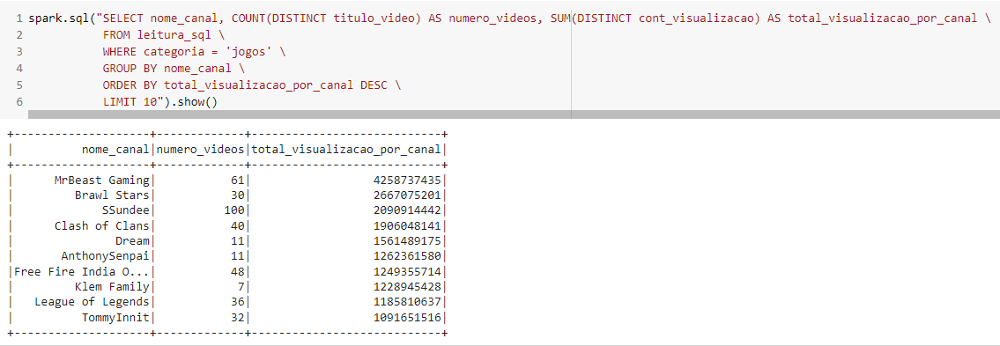 1 spark.sql("SELECT nome_canal, COUNT(DISTINCT titulo_video) AS numero_videos, SUM(DISTINCT cont_visualizacao) AS total_visualizacao_por_canal \
2 FROM leitura_sql \
3 WHERE categoria = 'jogos' \
4 GROUP BY nome_canal \
5 ORDER BY total_visualizacao_por_canal DESC \
6 LIMIT 10").show()
+-------------------+-------------+----------------------------+
|         nome_canal|numero_videos|total_visualizacao_por_canal|
+-------------------+-------------+----------------------------+
|     MrBeast Gaming|           61|                  4258737435|
|        Brawl Stars|           30|                  2667075201|
|            SSundee|          100|                  2090914442|
|     Clash of Clans|           40|                  1906048141|
|              Dream|           11|                  1561489175|
|      AnthonySenpai|           11|                  1262361580|
|Free Fire India O...|           48|                  1249355714|
|        Klem Family|            7|                  1228945428|
|  League of Legends|           36|                  1185810637|
|         TommyInnit|           32|                  1091651516|
+-------------------+-------------+----------------------------+